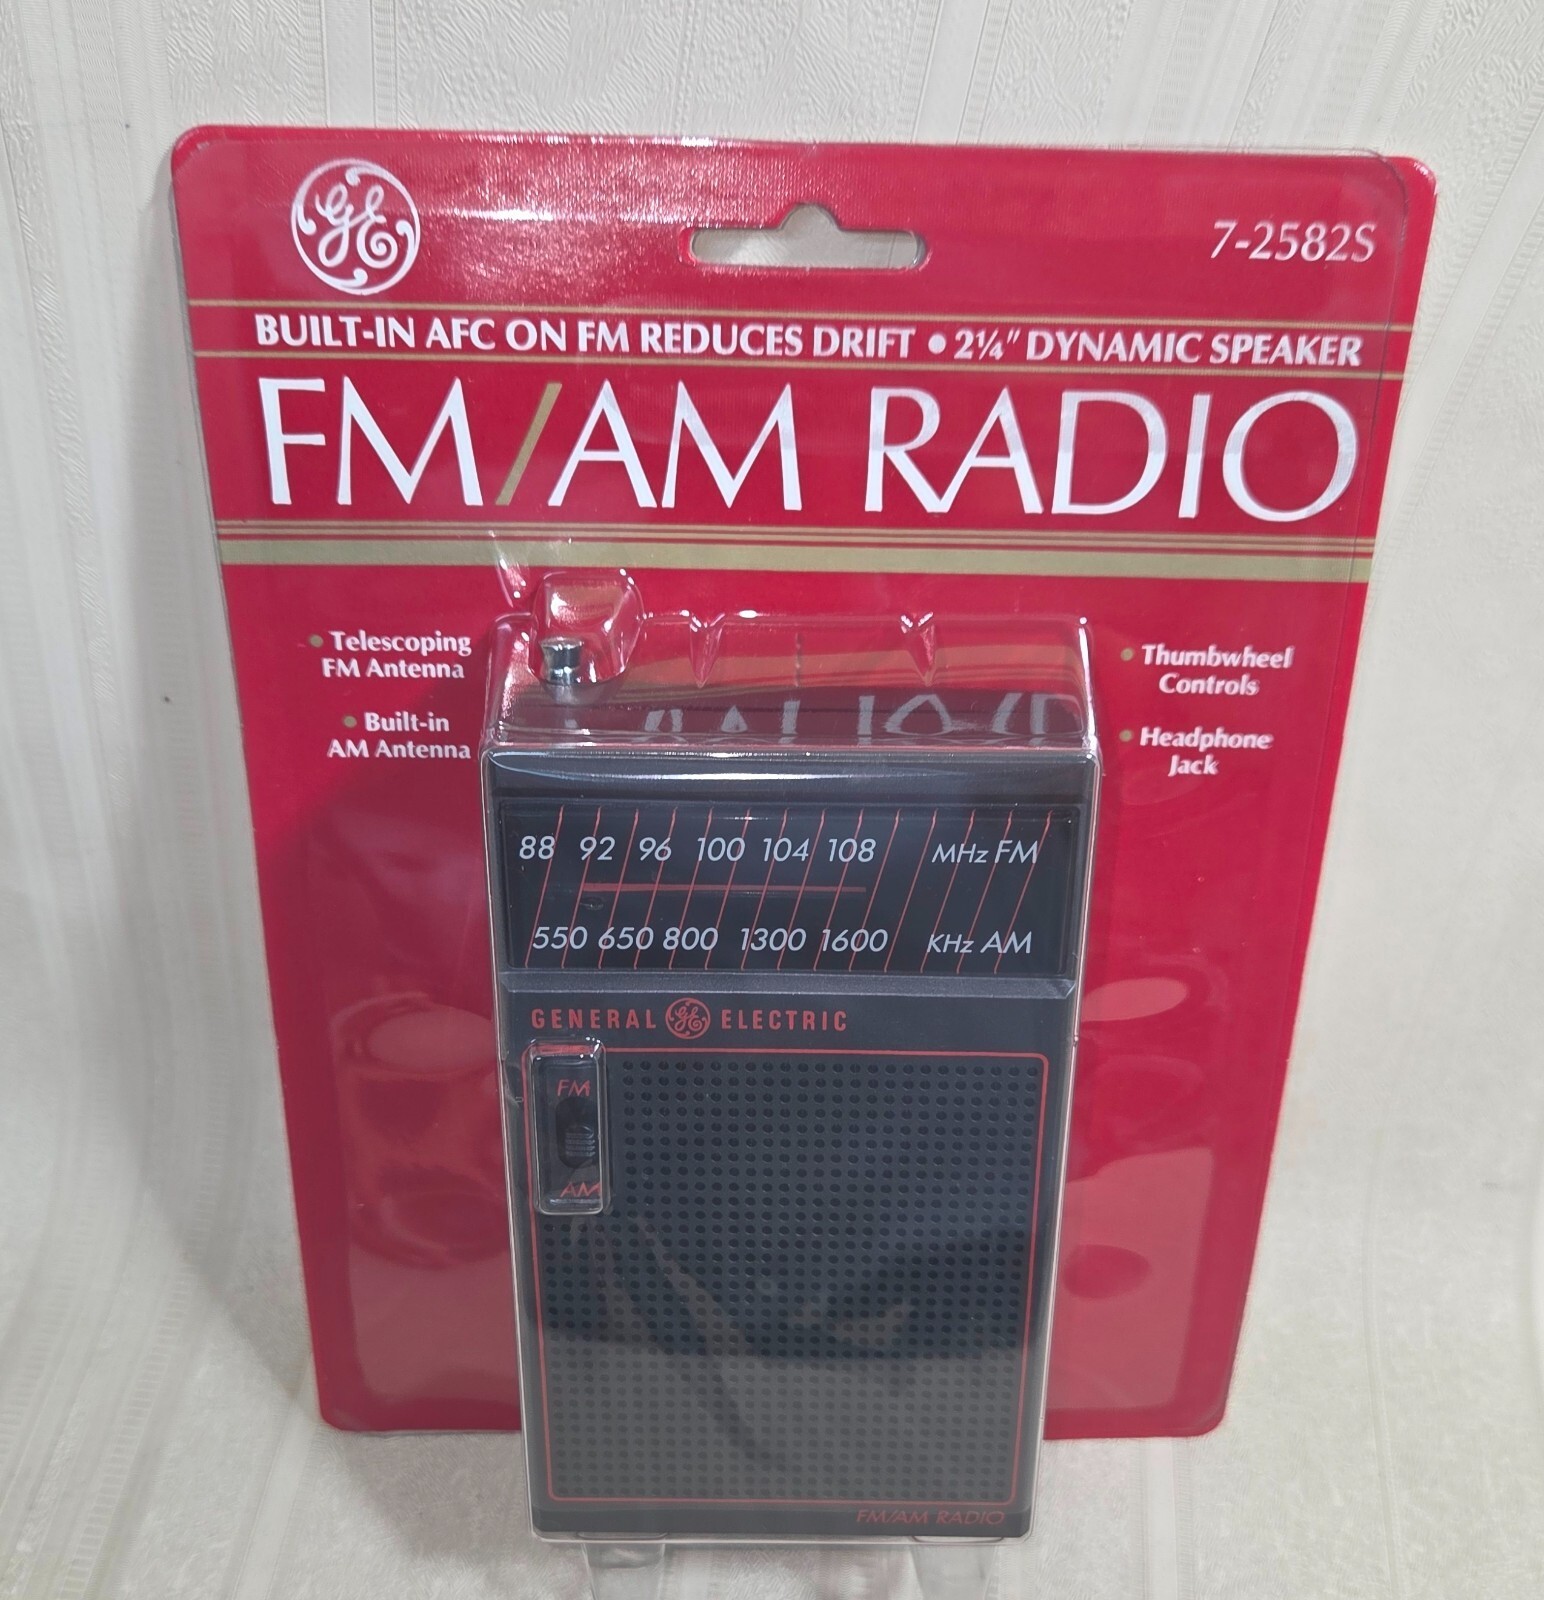 GE
7-2582S
BUILT-IN AFC ON FM REDUCES DRIFT • 2¼" DYNAMIC SPEAKER
FM/AM RADIO
• Telescoping
FM Antenna
• Built-in
AM Antenna
• Thumbwheel
Controls
• Headphone
Jack
88 92 96 100 104 108 MHz FM
550 650 800 1300 1600 KHz AM
GENERAL GE ELECTRIC
FM
AM
FM/AM RADIO